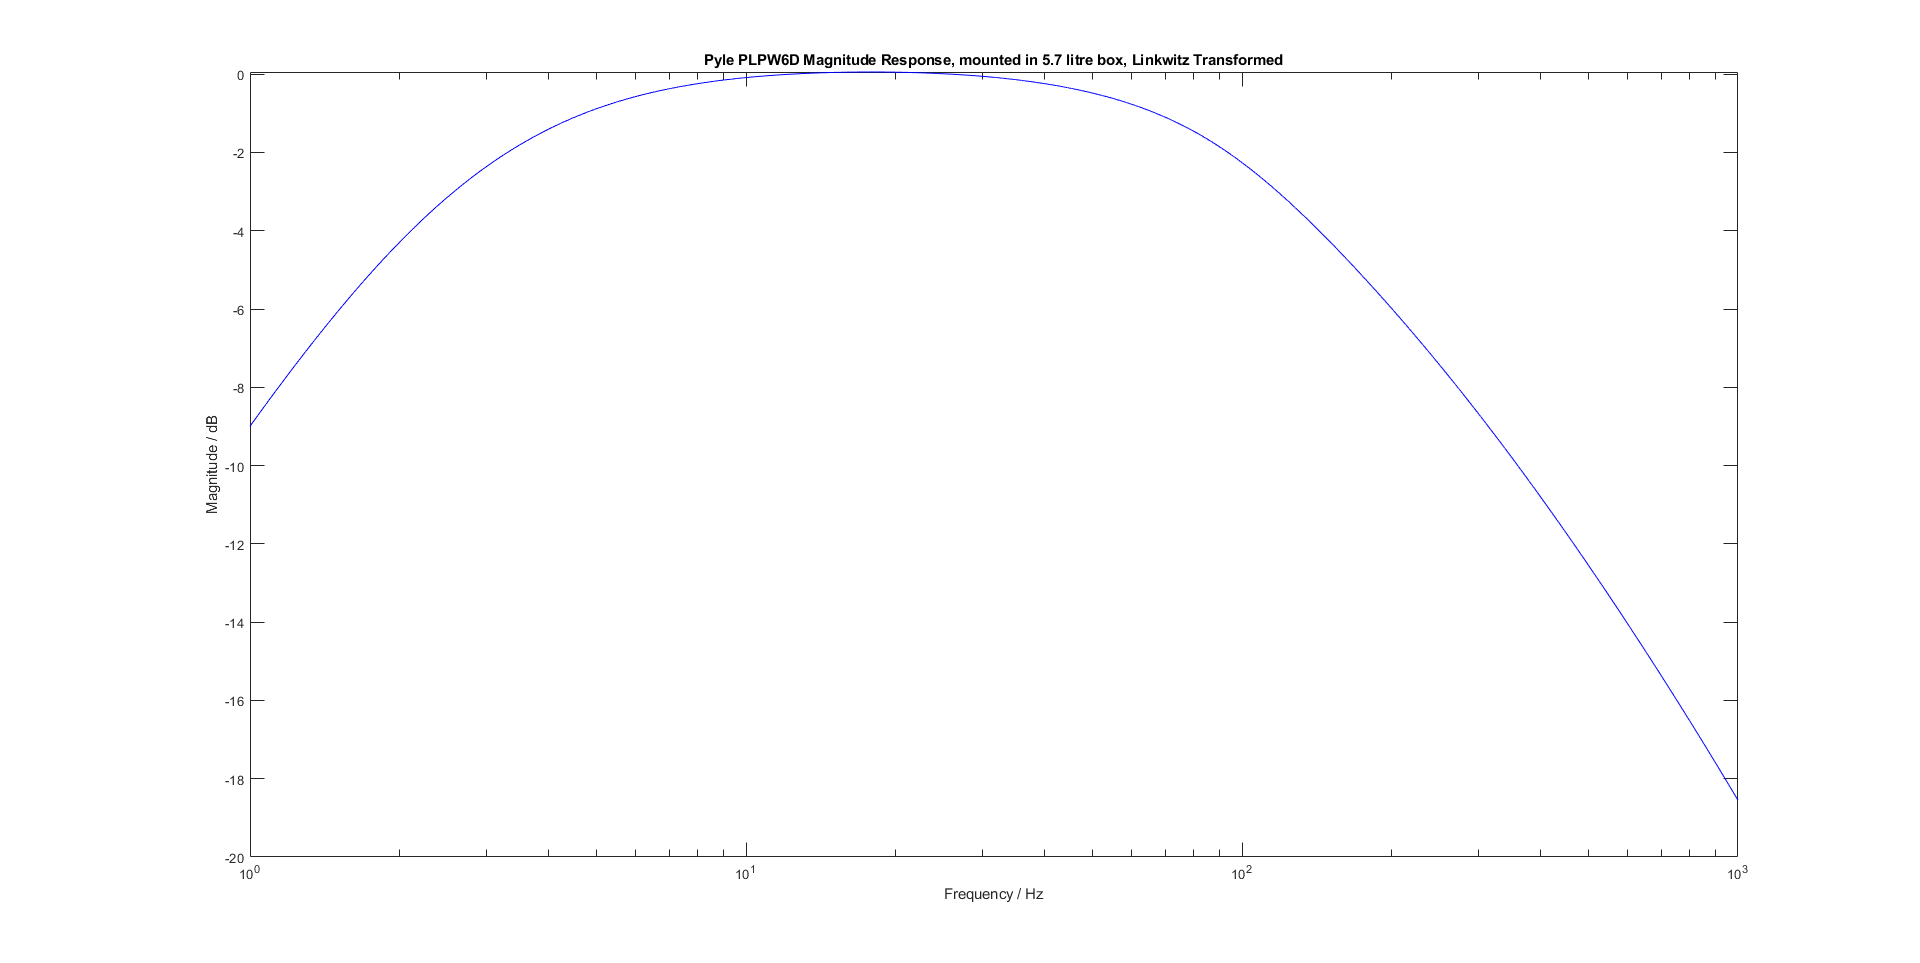 Pyle PLPW6D Magnitude Response, mounted in 5.7 litre box, Linkwitz Transformed
0
-2
-4
-6
-8
-10
-12
-14
-16
-18
-20
Magnitude / dB
10^0 10^1 10^2 10^3
Frequency / Hz